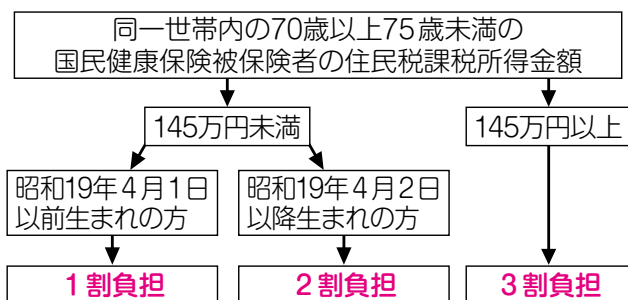 同一世帯内の70歳以上75歳未満の
国民健康保険被保険者の住民税課税所得金額
145万円未満
145万円以上
昭和19年4月1日
以前生まれの方
昭和19年4月2日
以降生まれの方
1割負担
2割負担
3割負担